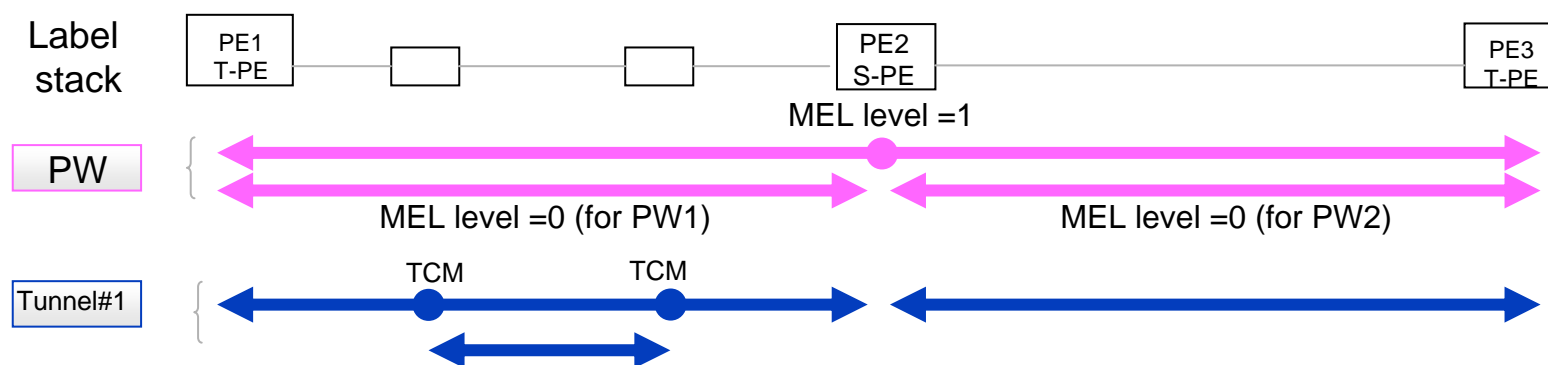 Label
stack
PE1
T-PE
PE2
S-PE
PE3
T-PE
MEL level =1
PW
MEL level =0 (for PW1)
MEL level =0 (for PW2)
TCM
TCM
Tunnel#1